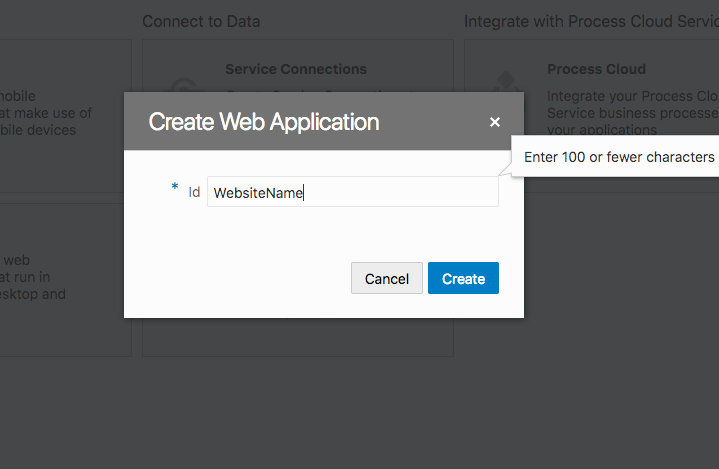 Connect to Data
Integrate with Process Cloud Servic
Service Connections
Process Cloud
mobile
at make use of
bile devices
Integrate your Process Clo
Service business processe
your applications
Create Web Application
×
Enter 100 or fewer characters
* Id
WebsiteName
web
at run in
esktop and
Cancel
Create